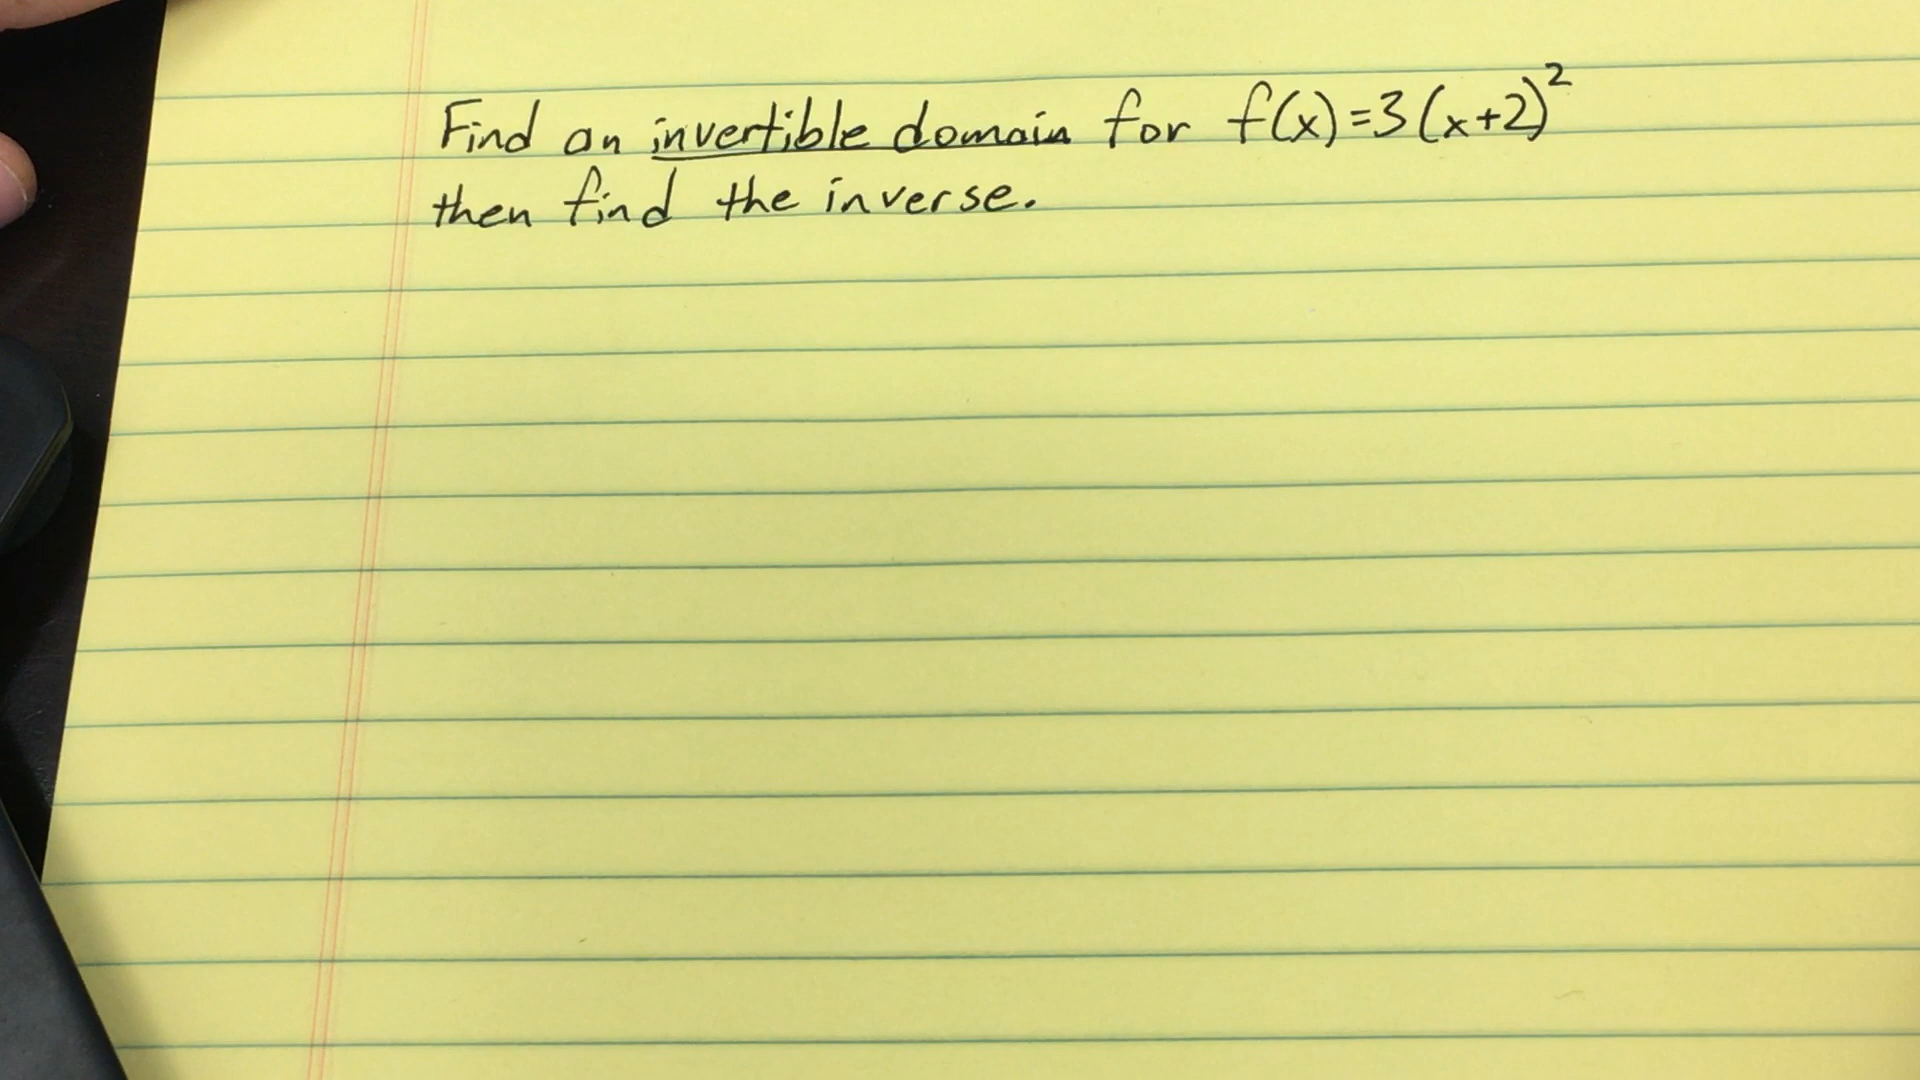 Find an invertible domain for f(x)=3(x+2)²
then find the inverse.